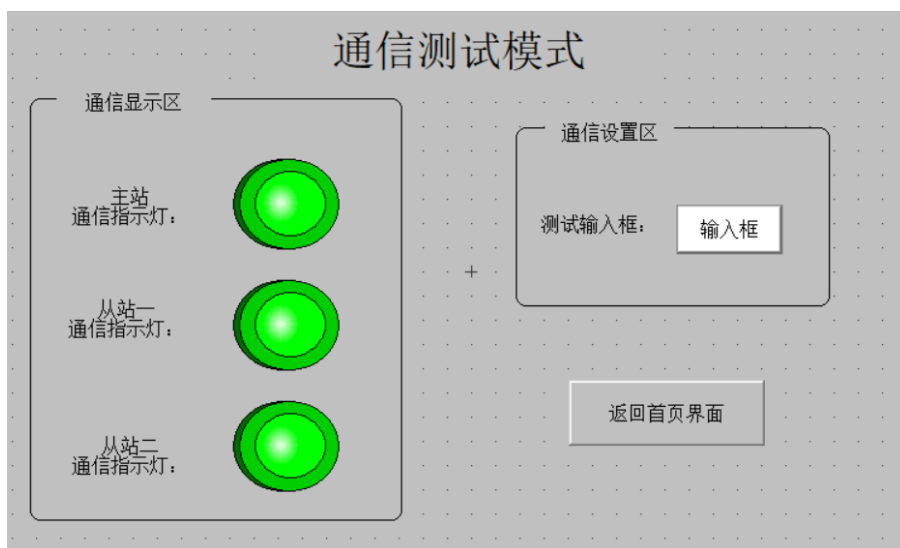 通信测试模式
通信显示区
主站
通信指示灯：
从站一
通信指示灯：
从站二
通信指示灯：
通信设置区
测试输入框： 输入框
返回首页界面